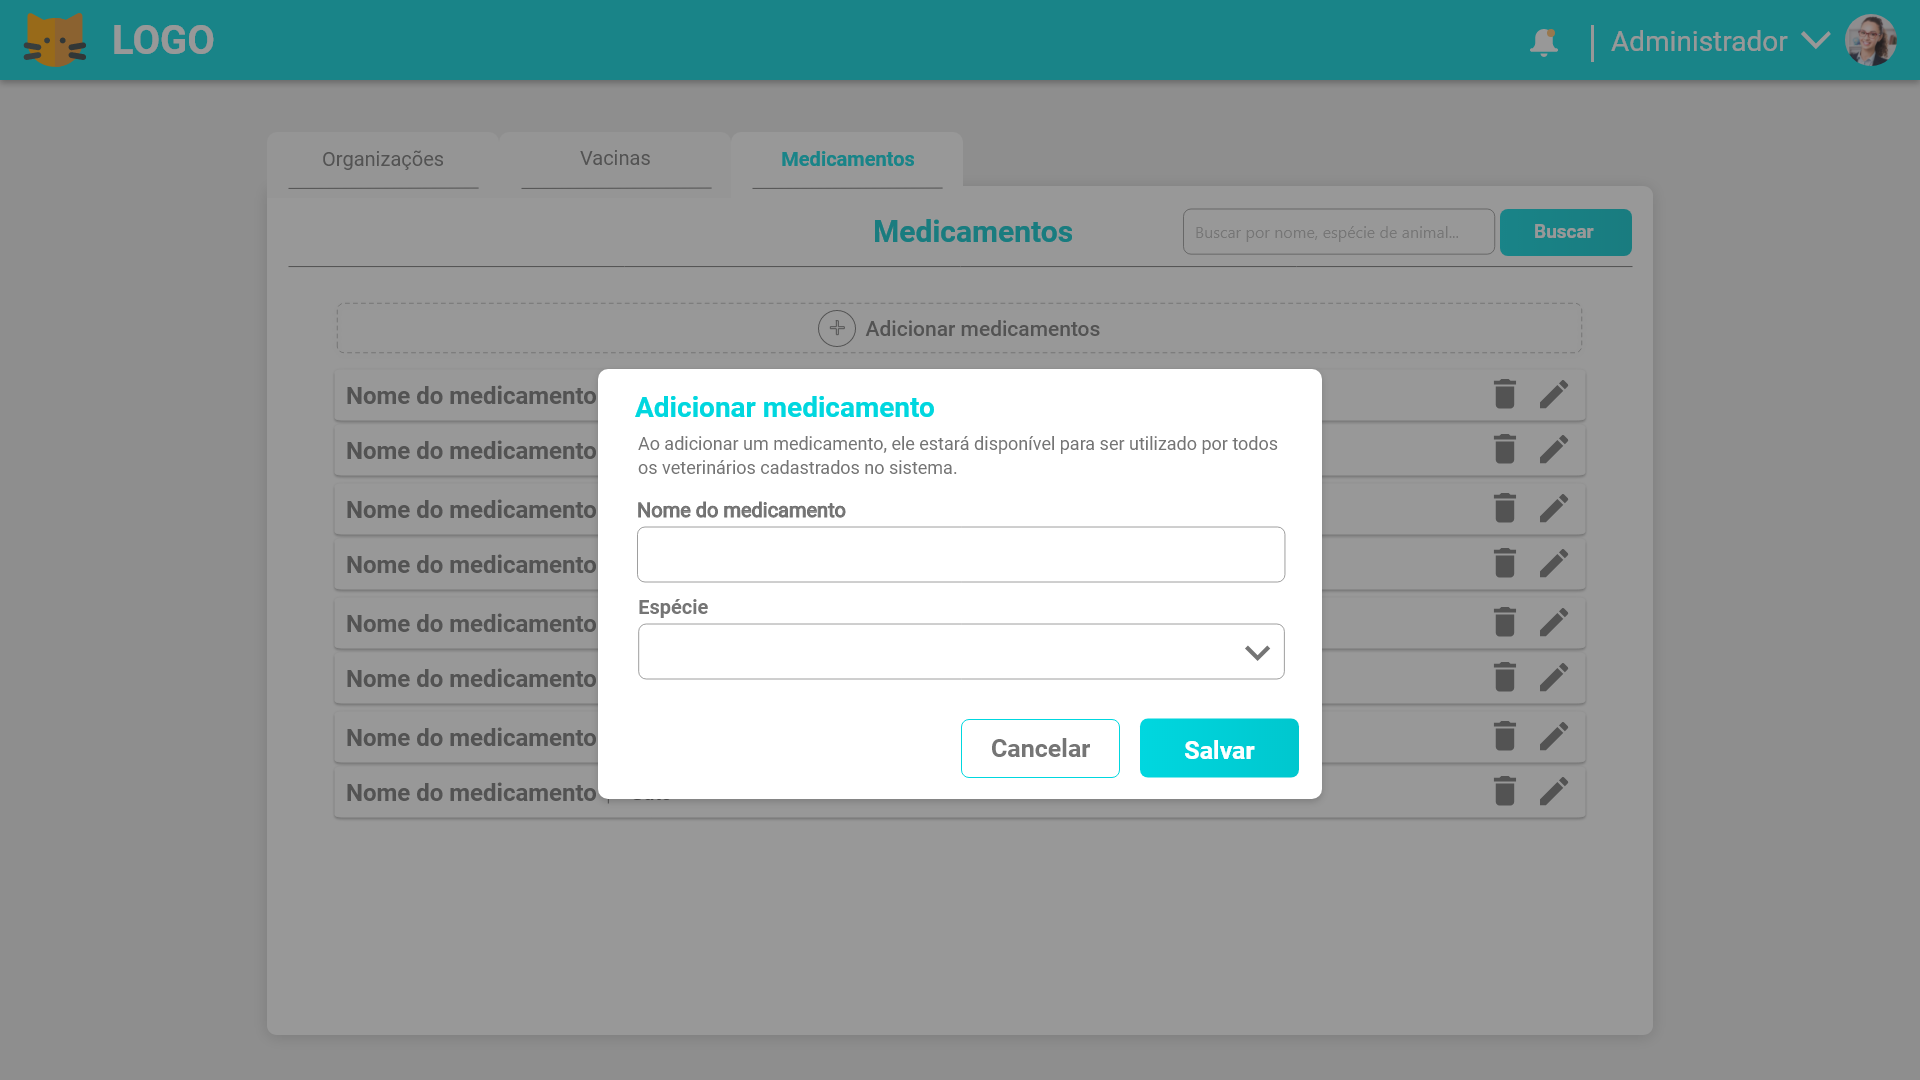 LOGO
Administrador
Organizações
Vacinas
Medicamentos
Medicamentos
Buscar por nome, espécie de animal...
Buscar
Adicionar medicamentos
Nome do medicamento
Nome do medicamento
Nome do medicamento
Nome do medicamento
Nome do medicamento
Nome do medicamento
Nome do medicamento
Nome do medicamento
Adicionar medicamento
Ao adicionar um medicamento, ele estará disponível para ser utilizado por todos
os veterinários cadastrados no sistema.
Nome do medicamento
Espécie
Cancelar
Salvar